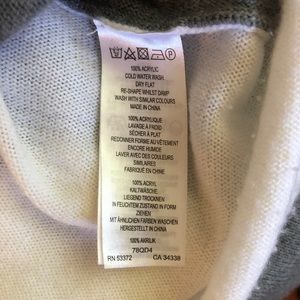 P
100% ACRYLIC
COLD WATER WASH
DRY FLAT
RE-SHAPE WHILST DAMP
WASH WITH SIMILAR COLOURS
MADE IN CHINA
100% ACRYLIQUE
LAVAGE À FROID
SÉCHER À PLAT
REDONNER FORME AU VÊTEMENT
ENCORE HUMIDE
LAVER AVEC DES COULEURS
SIMILAIRES
FABRIQUÉ EN CHINE
100% ACRYL
KALTWÄSCHE,
LIEGEND TROCKNEN
IN FEUCHTEM ZUSTAND IN FORM
ZIEHEN
MIT ÄHNLICHEN FARBEN WASCHEN
HERGESTELLT IN CHINA
100% AKRILIK
78QD4
RN 53372 CA 34338